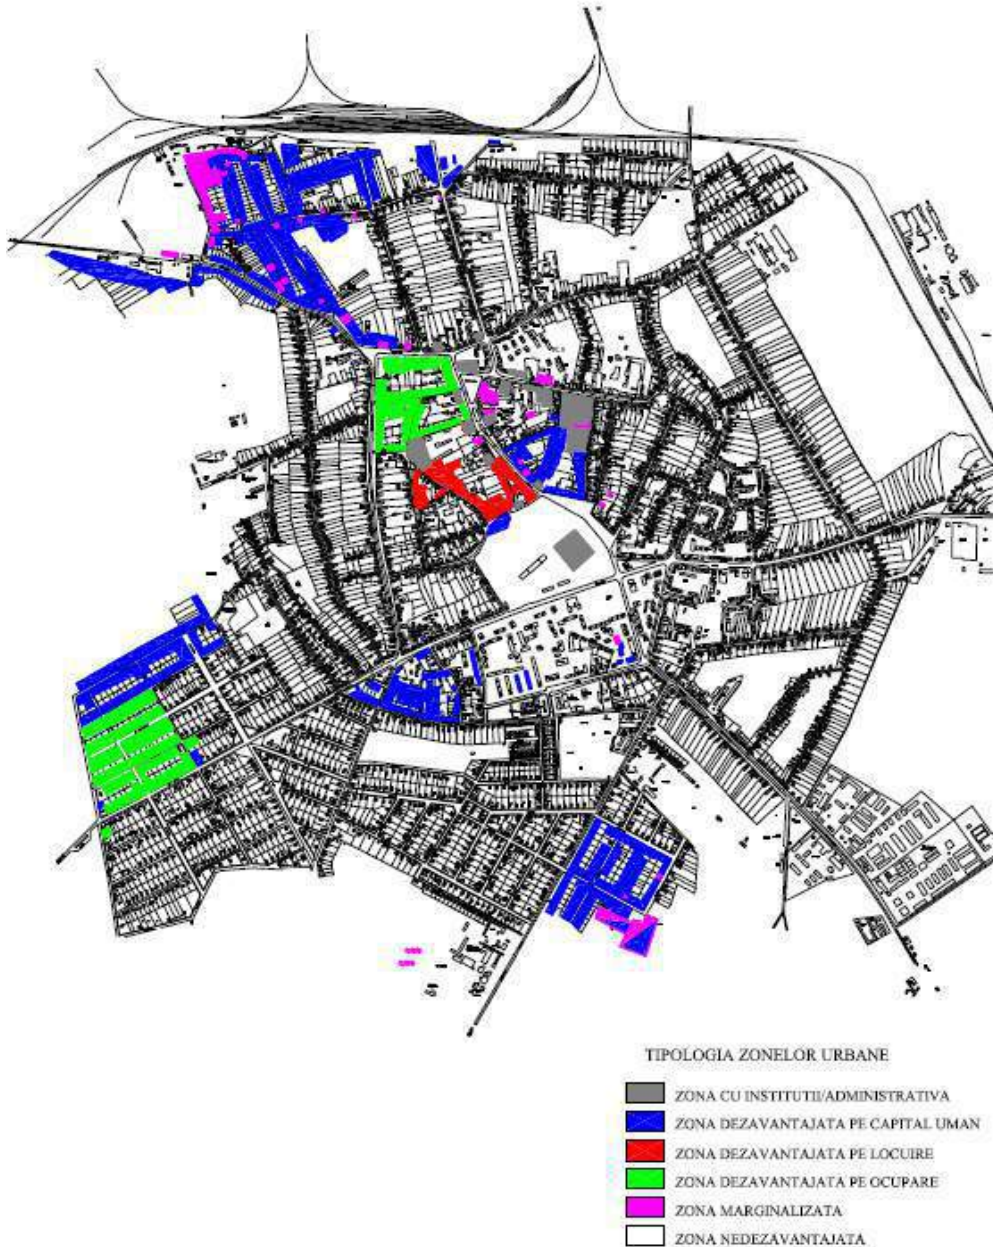 TIPOLOGIA ZONELOR URBANE
ZONA CU INSTITUTII/ADMINISTRATIVA
ZONA DEZAVANTAJATA PE CAPITAL UMAN
ZONA DEZAVANTAJATA PE LOCUIRE
ZONA DEZAVANTAJATA PE OCUPARE
ZONA MARGINALIZATA
ZONA NEDEZAVANTAJATA